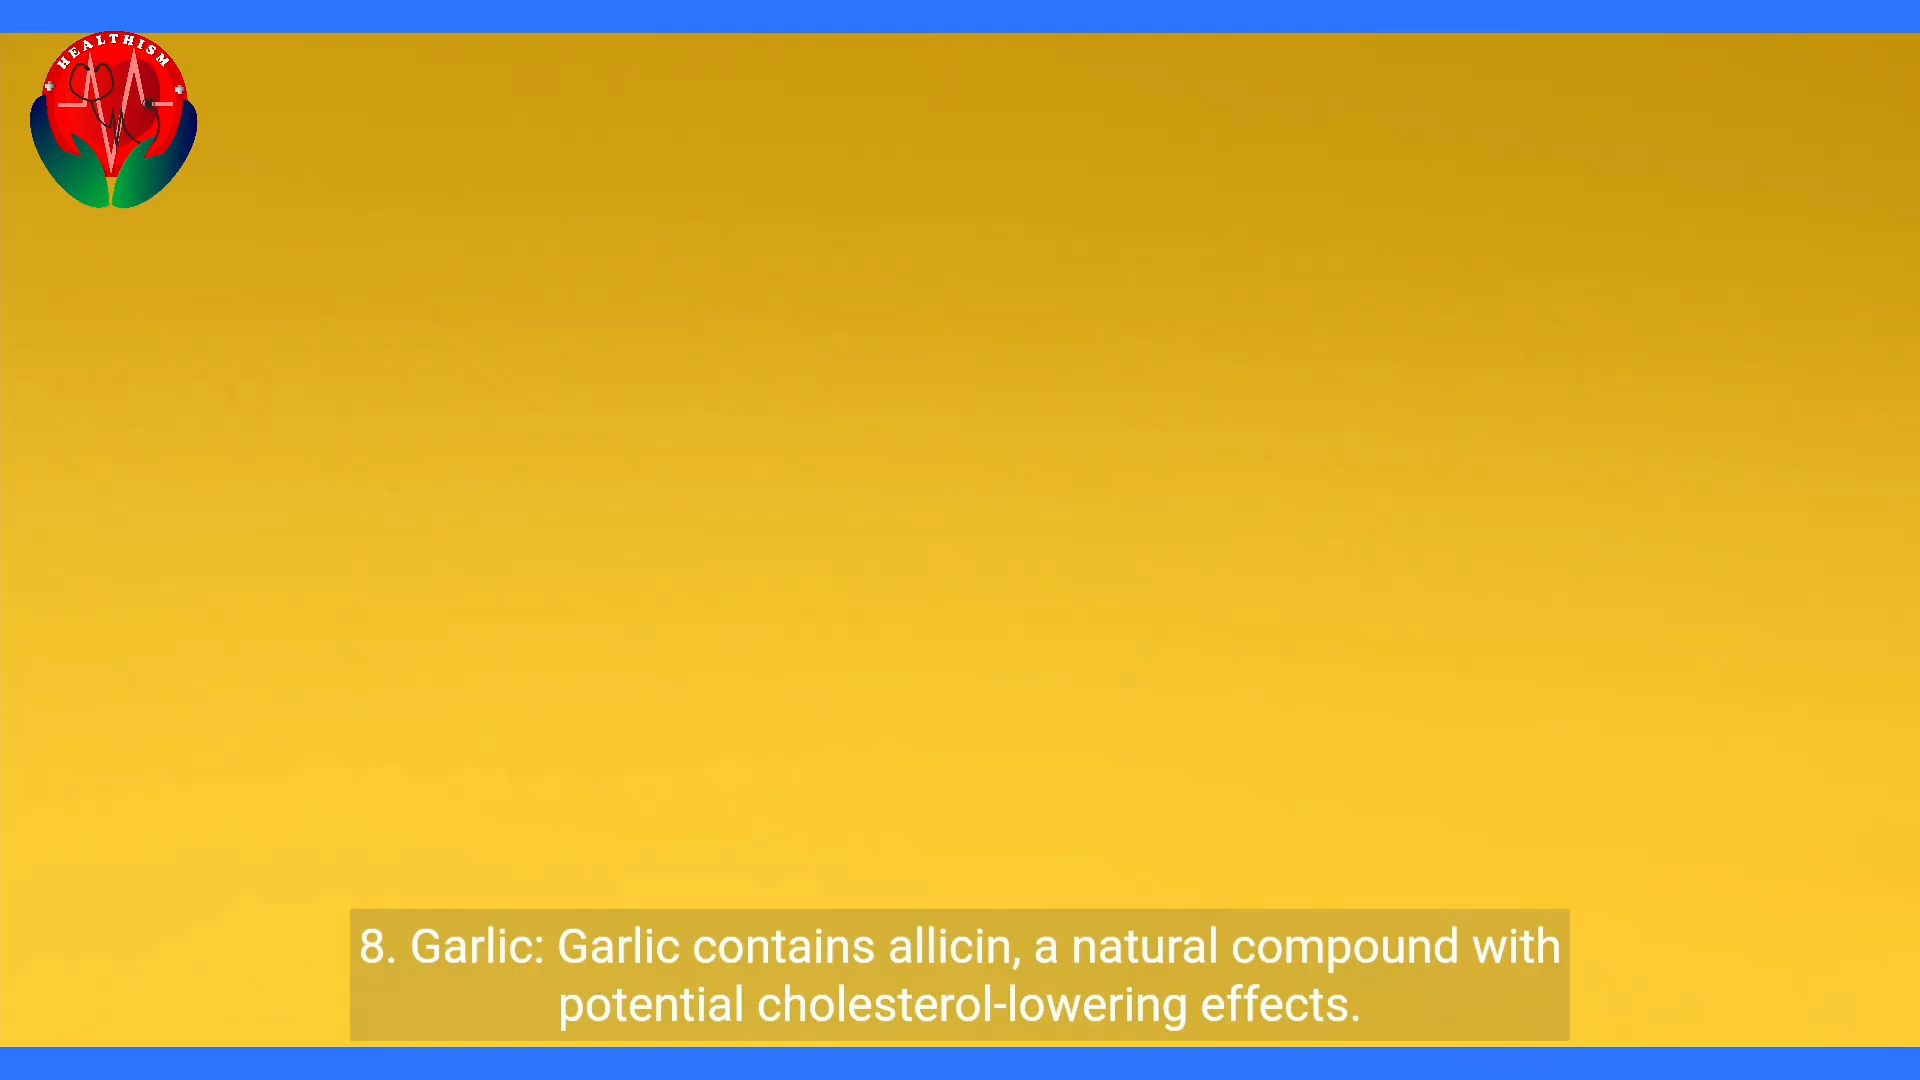 HEALTHISM
8. Garlic: Garlic contains allicin, a natural compound with
potential cholesterol-lowering effects.